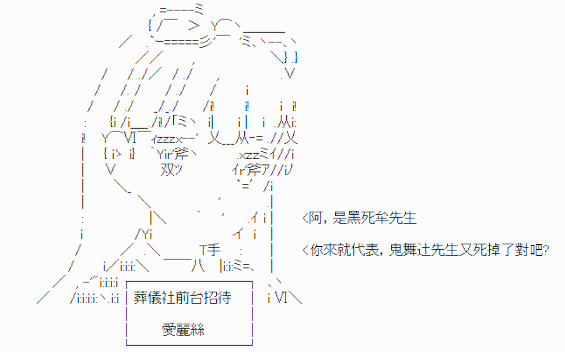 <阿，是黑死牟先生
<你來就代表，鬼舞辻先生又死掉了對吧?
葬儀社前台招待
愛麗絲